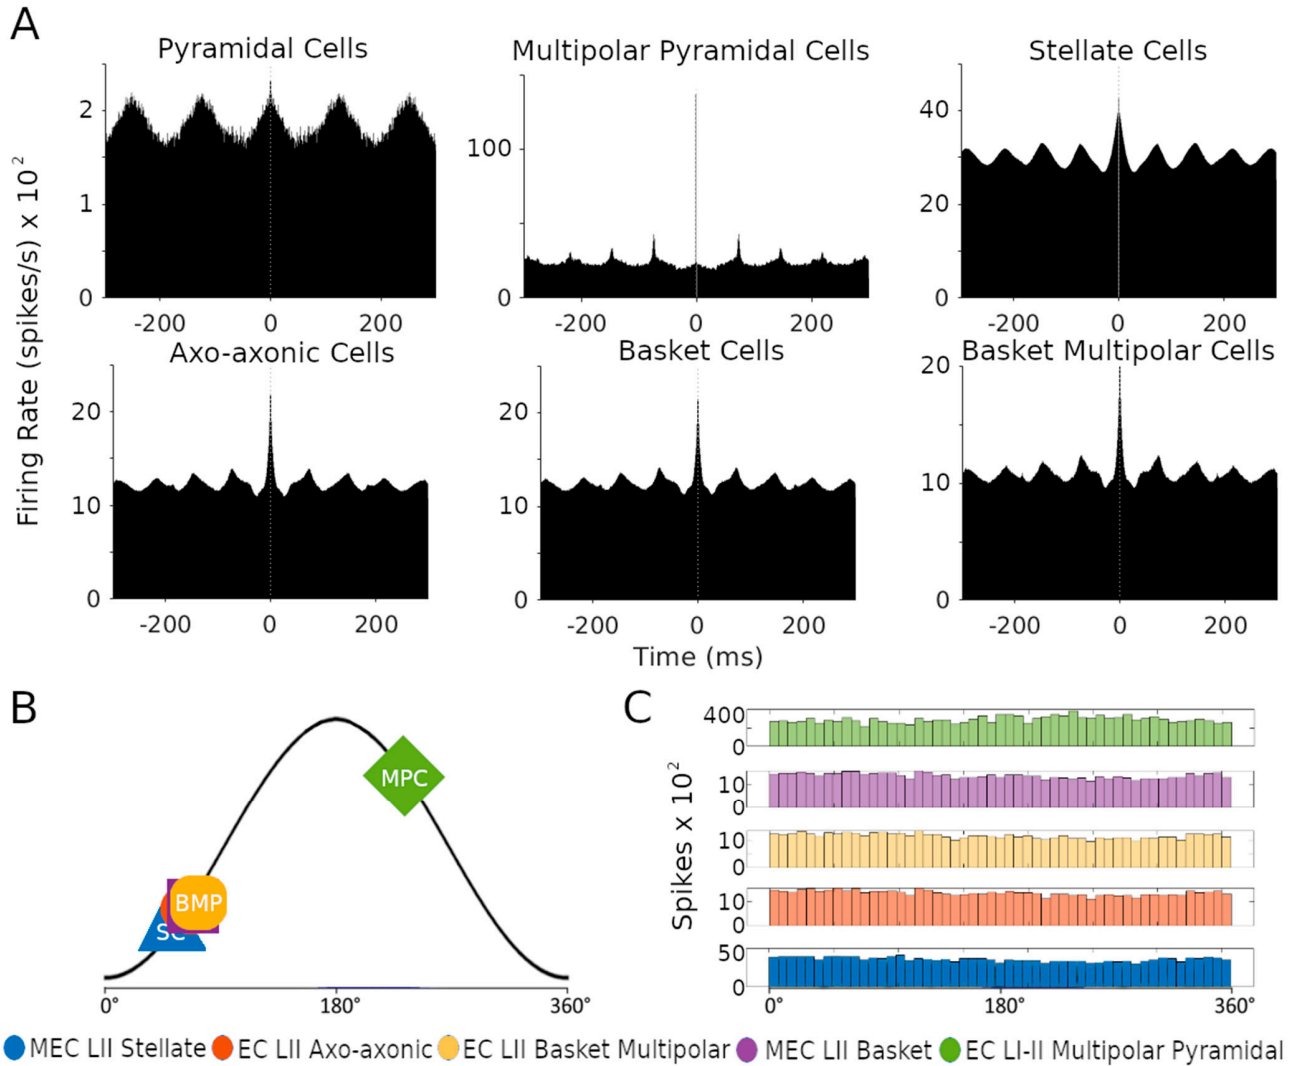 A
Pyramidal Cells
Multipolar Pyramidal Cells
Stellate Cells
Firing Rate (spikes/s) x 10²
2
1
0
-200 0 200
100
0
-200 0 200
40
20
0
-200 0 200
Axo-axonic Cells
Basket Cells
Basket Multipolar Cells
20
10
0
-200 0 200
20
10
0
-200 0 200
20
10
0
-200 0 200
Time (ms)
B
MPC
BMP
SC
0° 180° 360°
C
Spikes x 10²
400
0
10
0
10
0
10
0
50
0
0° 180° 360°
MEC LII Stellate EC LII Axo-axonic EC LII Basket Multipolar MEC LII Basket EC LI-II Multipolar Pyramidal